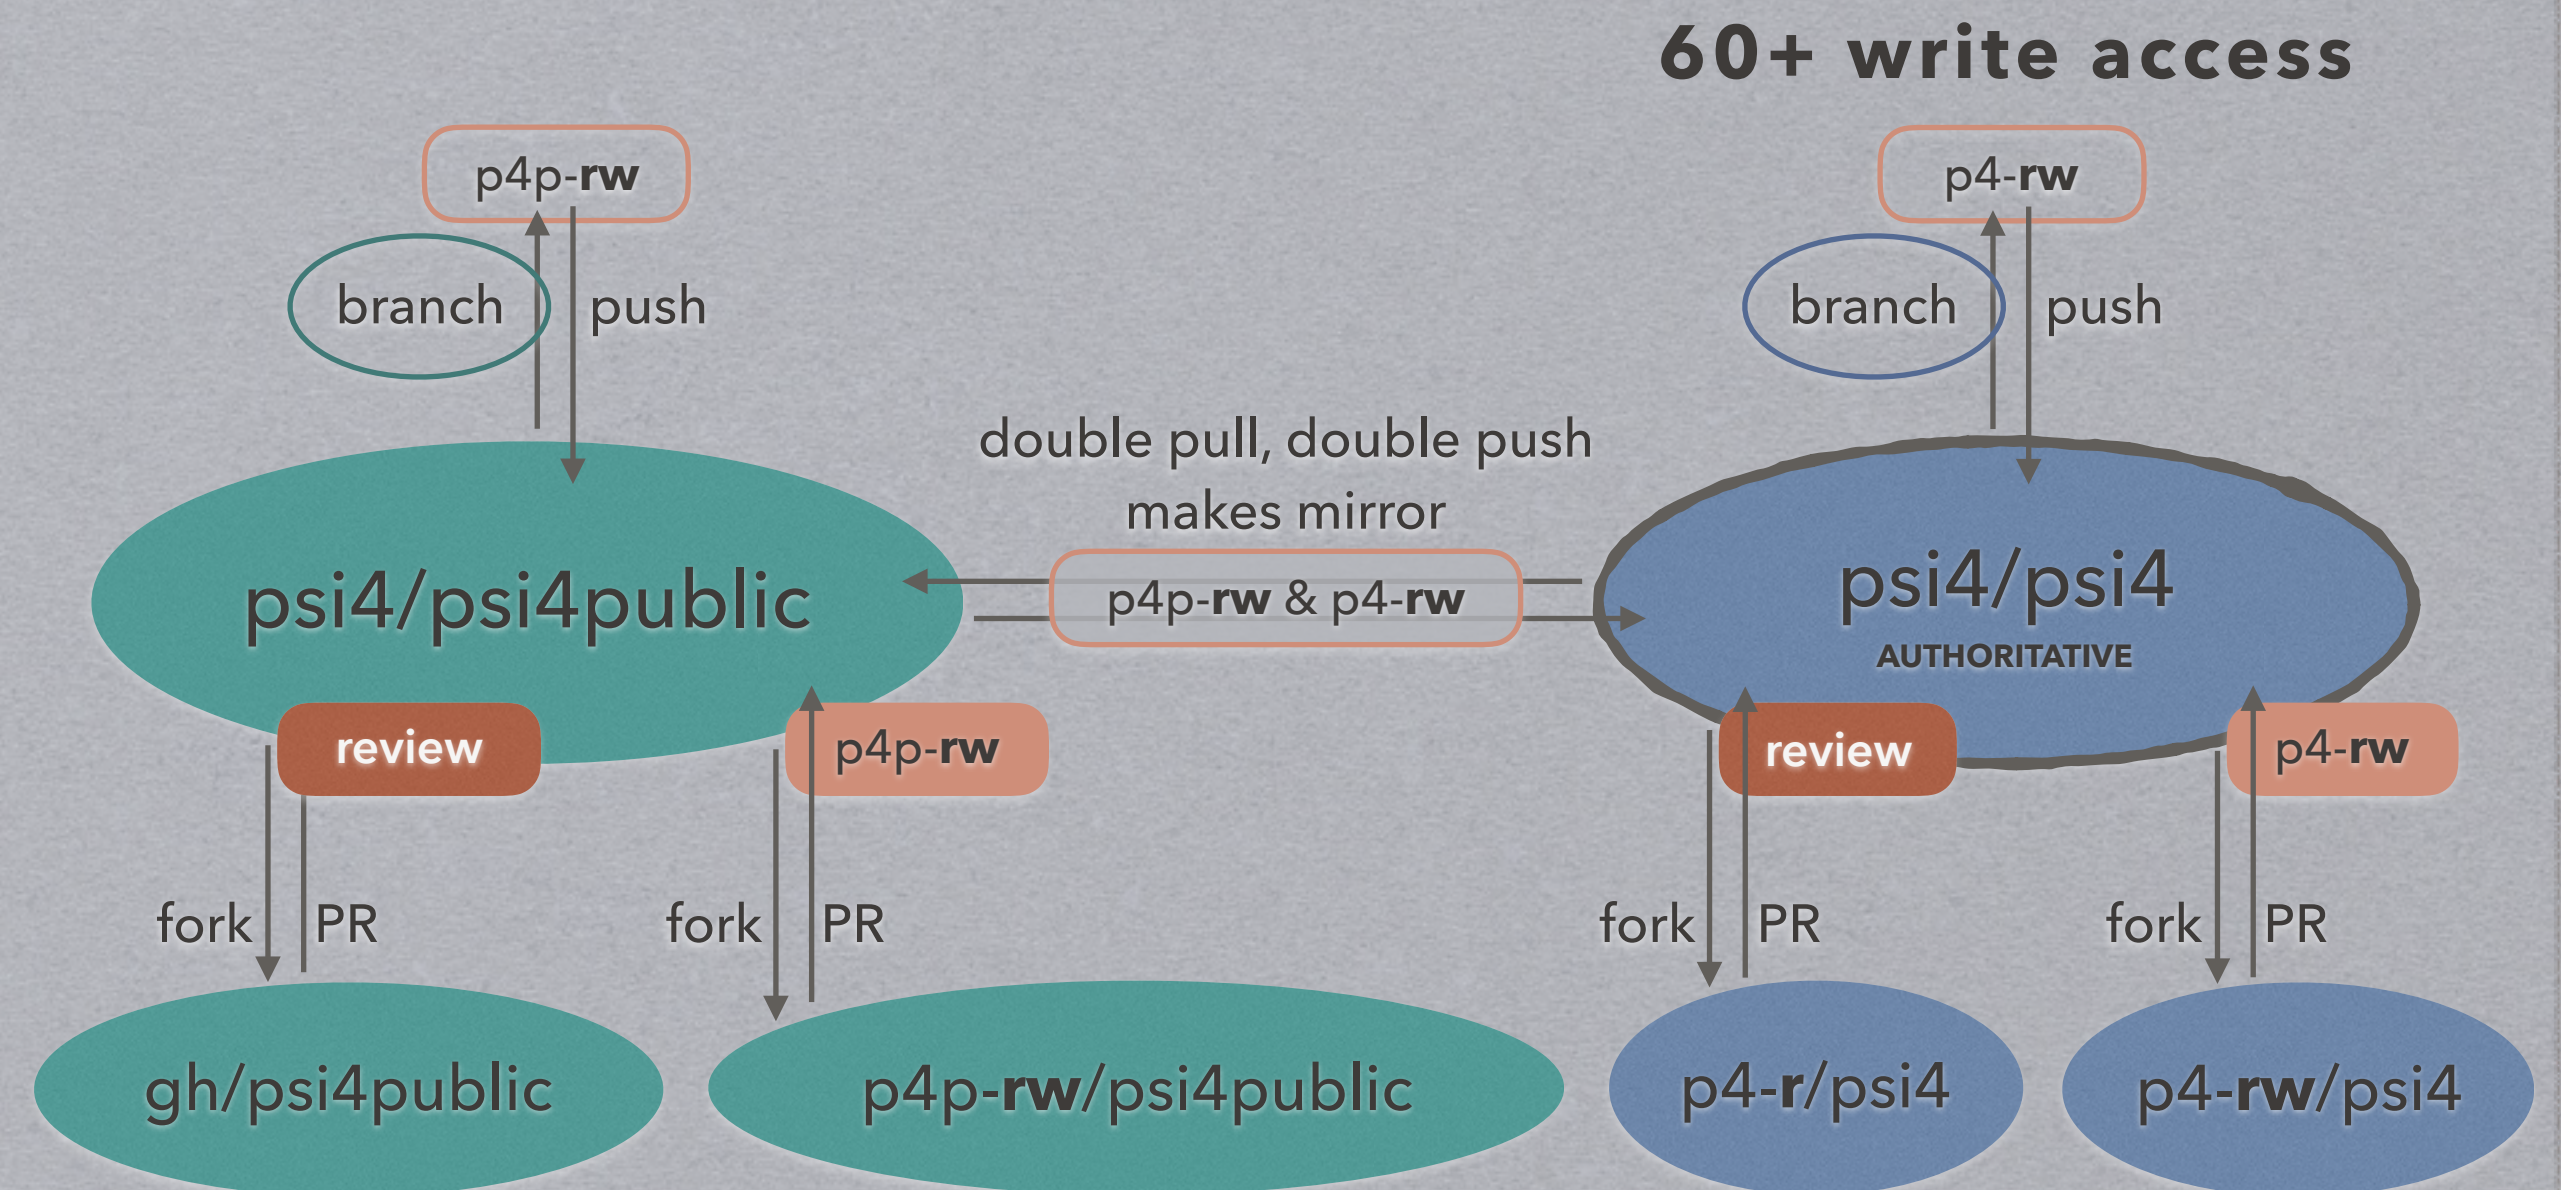 60+ write access
p4p-rw
p4-rw
branch
push
branch
push
double pull, double push
makes mirror
psi4/psi4public
p4p-rw & p4-rw
psi4/psi4
AUTHORITATIVE
review
p4p-rw
review
p4-rw
fork
PR
fork
PR
fork
PR
fork
PR
gh/psi4public
p4p-rw/psi4public
p4-r/psi4
p4-rw/psi4